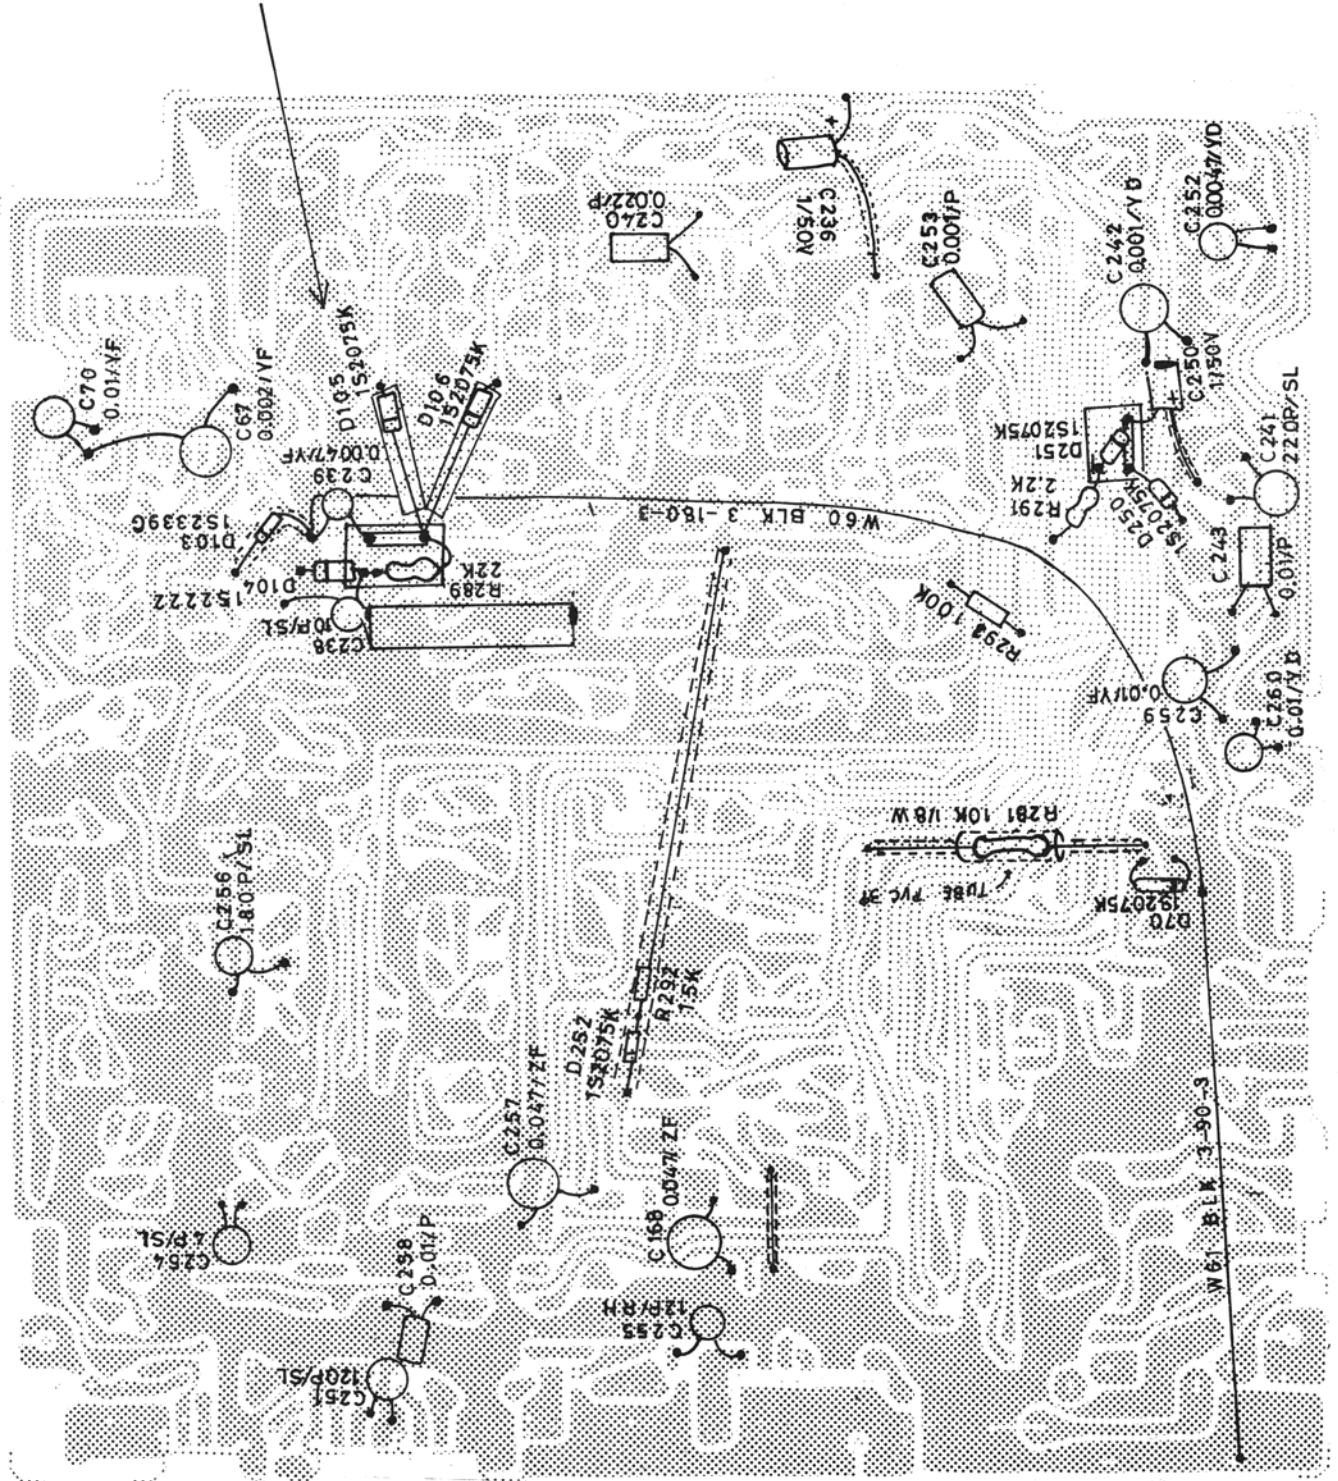 C252
0.0047/YD
C236
1/50V
C240
0.022/P
C253
0.001/P
C242
0.001/YD
D105
1S2075K
D106
1S2075K
C70
0.01/YF
C67
0.002/YF
C250
1/50V
D251
1S2075K
C239
0.0047/YF
C241
220P/SL
R291
2.2K
D250
1S2075K
D103
1S2339G
W60 BLK 3-180-3
C243
0.01/P
D104
1S2222
R289
22K
C238
10P/SL
100K
C259
0.01/YF
C260
0.01/YD
R281 10K 1/8W
TUBE PVC
C256
180P/SL
D70
1S2075K
R292
1.5K
D252
1S2075K
C257
0.047/ZF
C168
0.047/ZF
W61 BLK 3-90-3
C254
4P/SL
C258
0.01/P
C255
12P/RH
C251
120P/SL